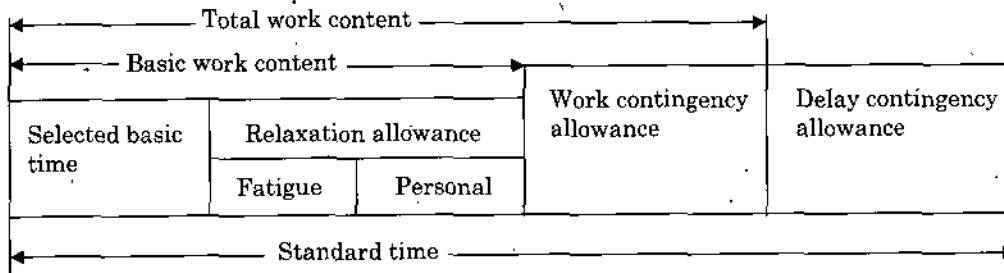 Total work content
Basic work content
Selected basic
time
Relaxation allowance
Fatigue
Personal
Work contingency
allowance
Delay contingency
allowance
Standard time